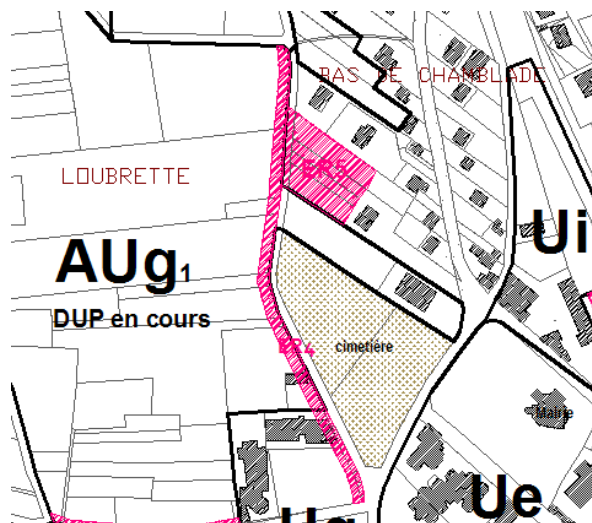 BAS DE CHAMBLADE
ER5
LOUBRETTE
Ui
AUg1
DUP en cours
ER4
cimetière
Mairie
Ue